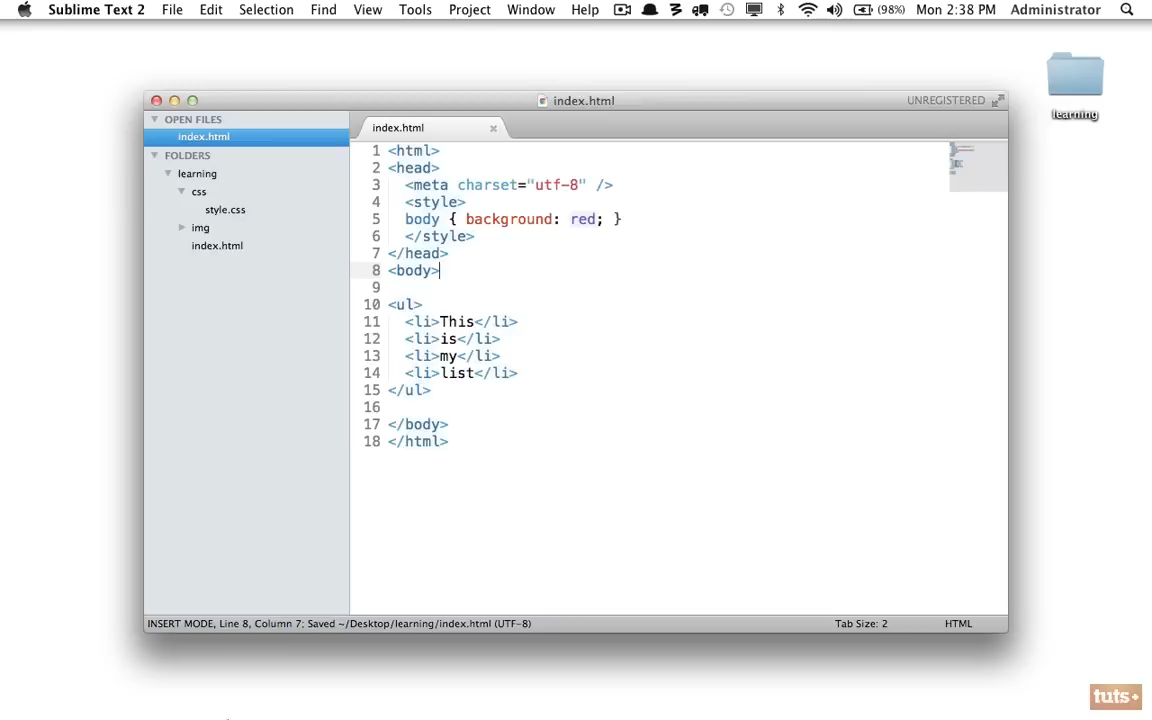 Sublime Text 2 File Edit Selection Find View Tools Project Window Help (98%) Mon 2:38 PM Administrator
learning
index.html
UNREGISTERED
OPEN FILES
index.html
FOLDERS
learning
css
style.css
img
index.html
index.html
1 <html>
2 <head>
3 <meta charset="utf-8" />
4 <style>
5 body { background: red; }
6 </style>
7 </head>
8 <body>
9
10 <ul>
11 <li>This</li>
12 <li>is</li>
13 <li>my</li>
14 <li>list</li>
15 </ul>
16
17 </body>
18 </html>
INSERT MODE, Line 8, Column 7; Saved ~/Desktop/learning/index.html (UTF-8)
Tab Size: 2
HTML
tuts+